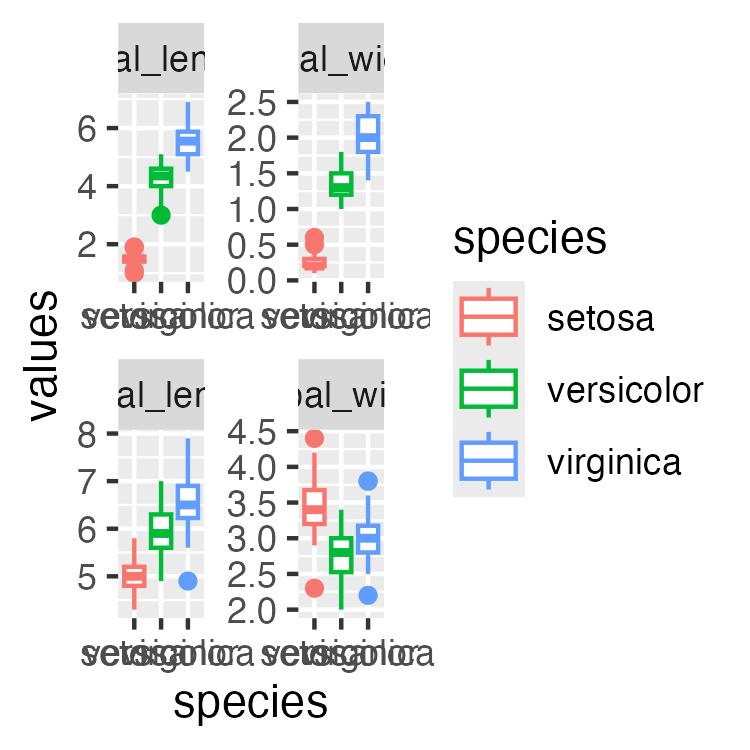 al_len
al_wi
2.5
2.0
1.5
1.0
0.5
0.0
6
4
2
values
al_len
al_wi
8
7
6
5
4.5
4.0
3.5
3.0
2.5
2.0
species
species
setosa
versicolor
virginica